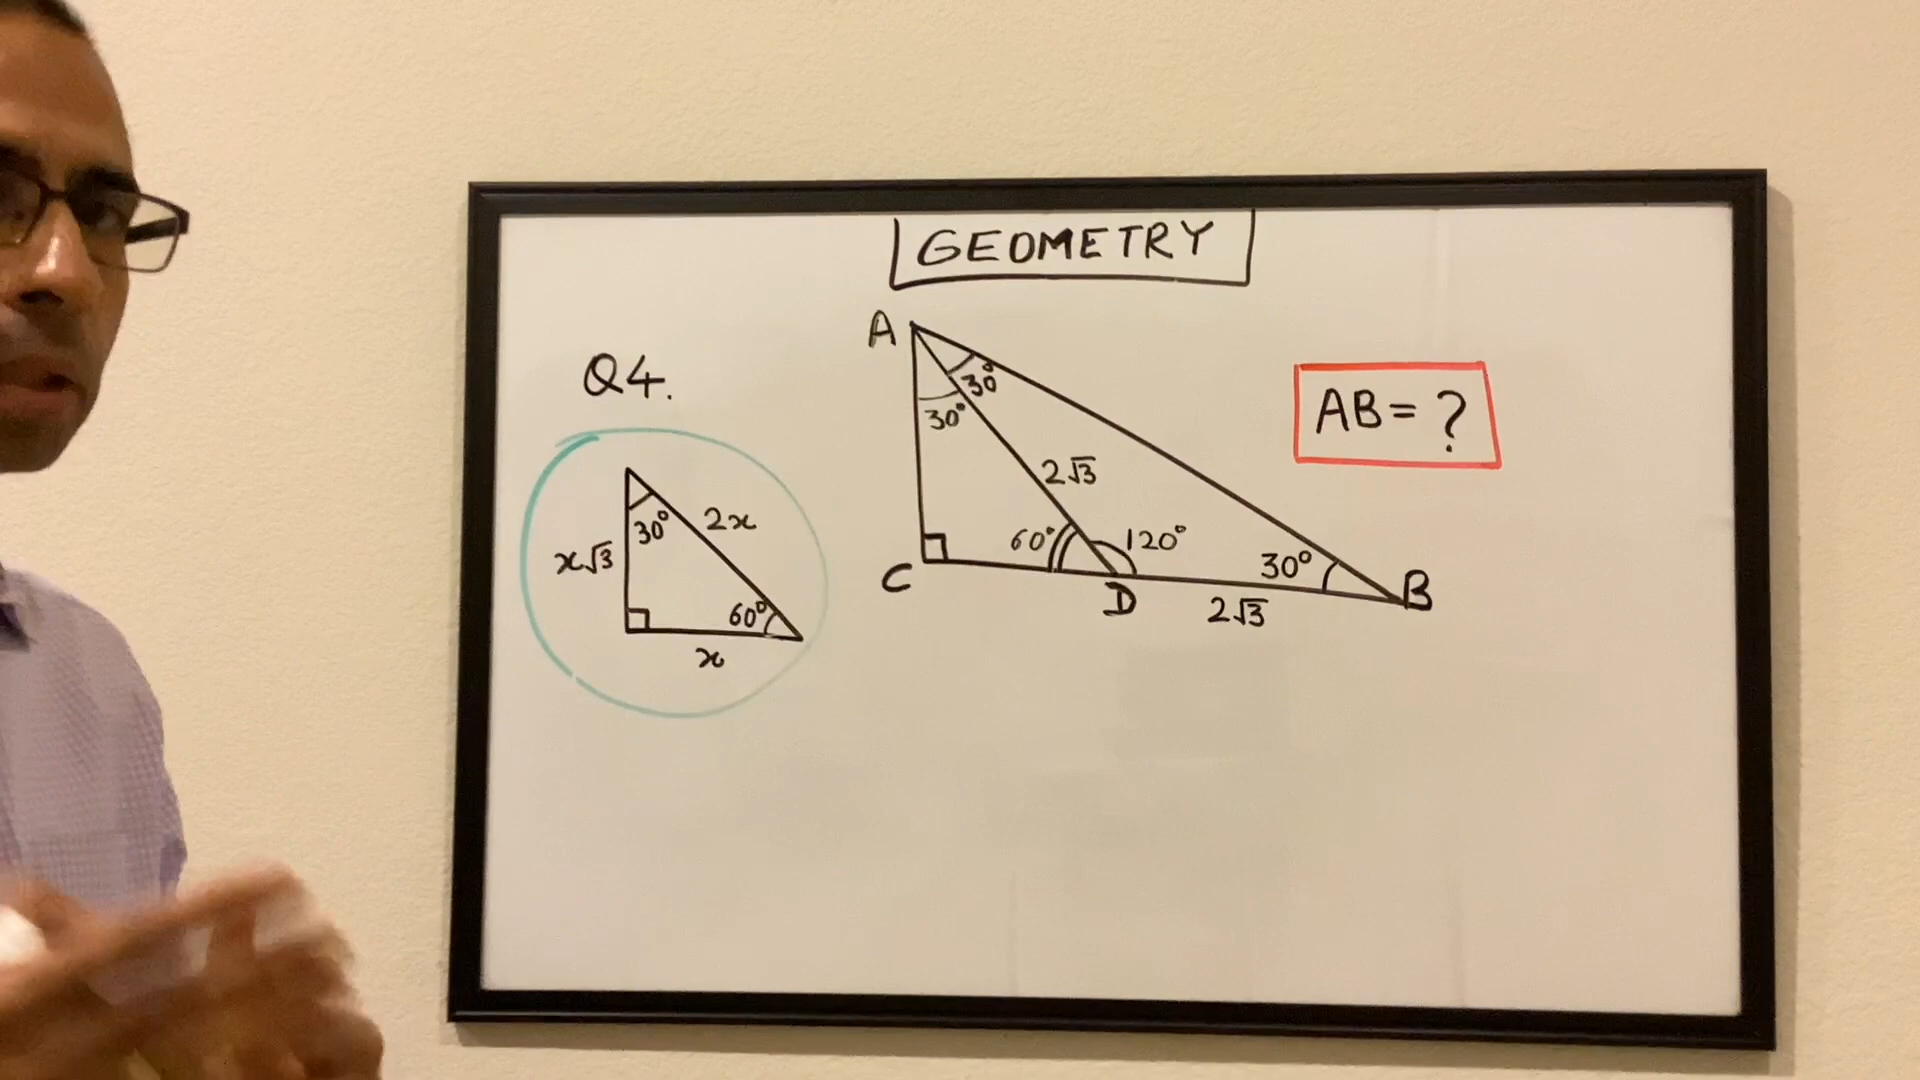 GEOMETRY
Q4.
A
30°
30°
AB = ?
2√3
60°
120°
30°
C
D
B
2√3
30°
2x
x√3
60°
x